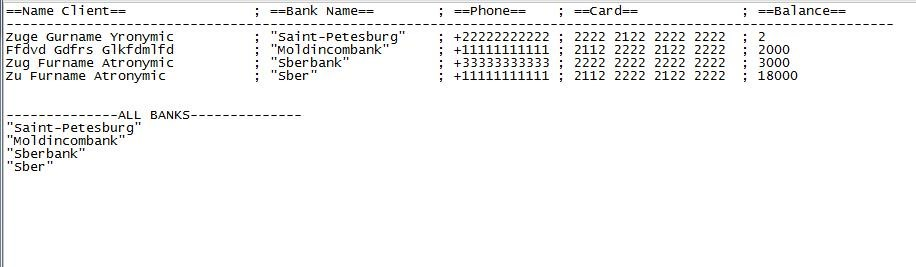 ==Name Client== ; ==Bank Name== ; ==Phone== ; ==Card== ; ==Balance==
--------------------------------------------------------------------------------------------------------------
Zuge Gurname Yronymic ; "Saint-Petesburg" ; +22222222222 ; 2222 2122 2222 2222 ; 2
Ffdvd Gdfrs Glkfdmlfd ; "Moldincombank" ; +11111111111 ; 2112 2222 2122 2222 ; 2000
Zug Furname Atronymic ; "Sberbank" ; +33333333333 ; 2222 2222 2222 2222 ; 3000
Zu Furname Atronymic ; "Sber" ; +11111111111 ; 2112 2222 2122 2222 ; 18000
--------------ALL BANKS--------------
"Saint-Petesburg"
"Moldincombank"
"Sberbank"
"Sber"